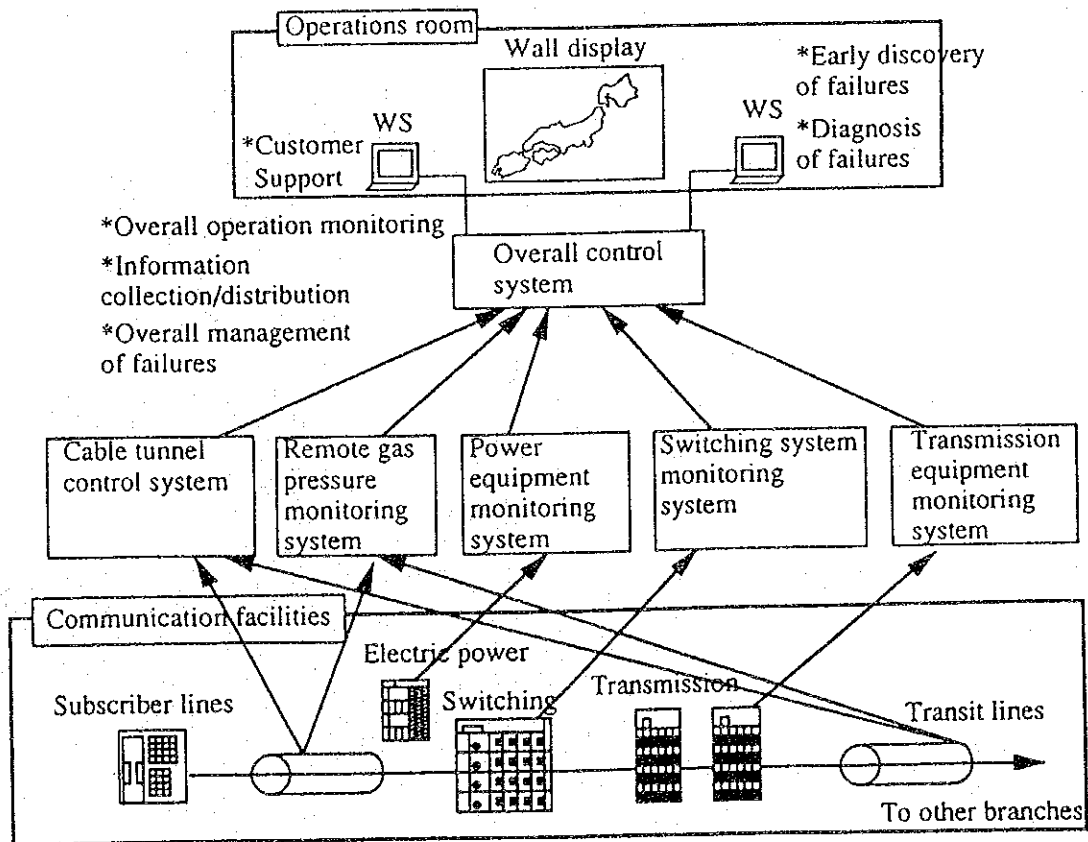 Operations room
Wall display
*Early discovery
of failures
WS
WS
*Customer
Support
*Diagnosis
of failures
*Overall operation monitoring
*Information
collection/distribution
*Overall management
of failures
Overall control
system
Cable tunnel
control system
Remote gas
pressure
monitoring
system
Power
equipment
monitoring
system
Switching system
monitoring
system
Transmission
equipment
monitoring
system
Communication facilities
Electric power
Subscriber lines
Switching
Transmission
Transit lines
To other branches